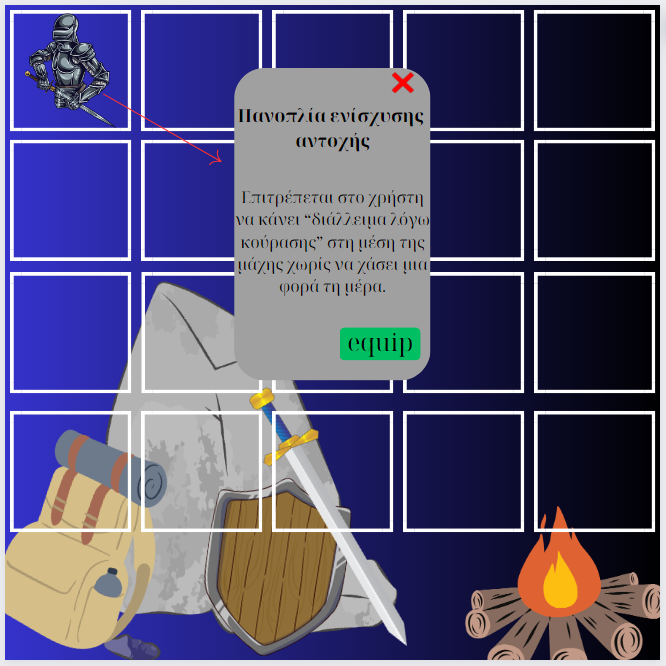 Πανοπλία ενίσχυσης
αντοχής
Επιτρέπεται στο χρήστη
να κάνει “διάλλειμα λόγω
κούρασης” στη μέση της
μάχης χωρίς να χάσει μια
φορά τη μέρα.
equip